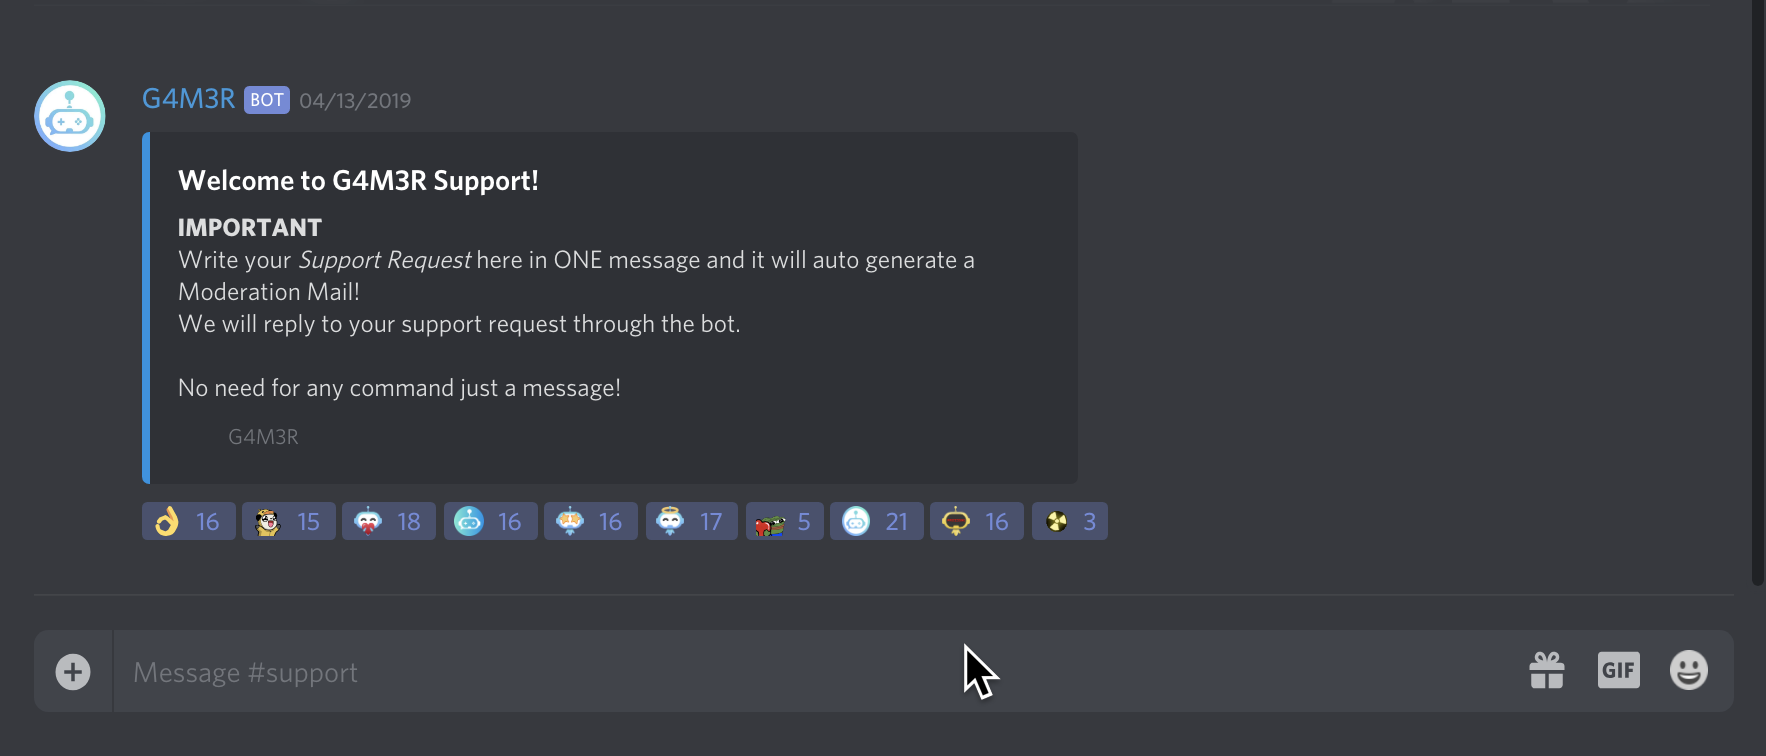 G4M3R BOT 04/13/2019
Welcome to G4M3R Support!
IMPORTANT
Write your Support Request here in ONE message and it will auto generate a
Moderation Mail!
We will reply to your support request through the bot.
No need for any command just a message!
G4M3R
16 15 18 16 16 17 5 21 16 3
Message #support GIF